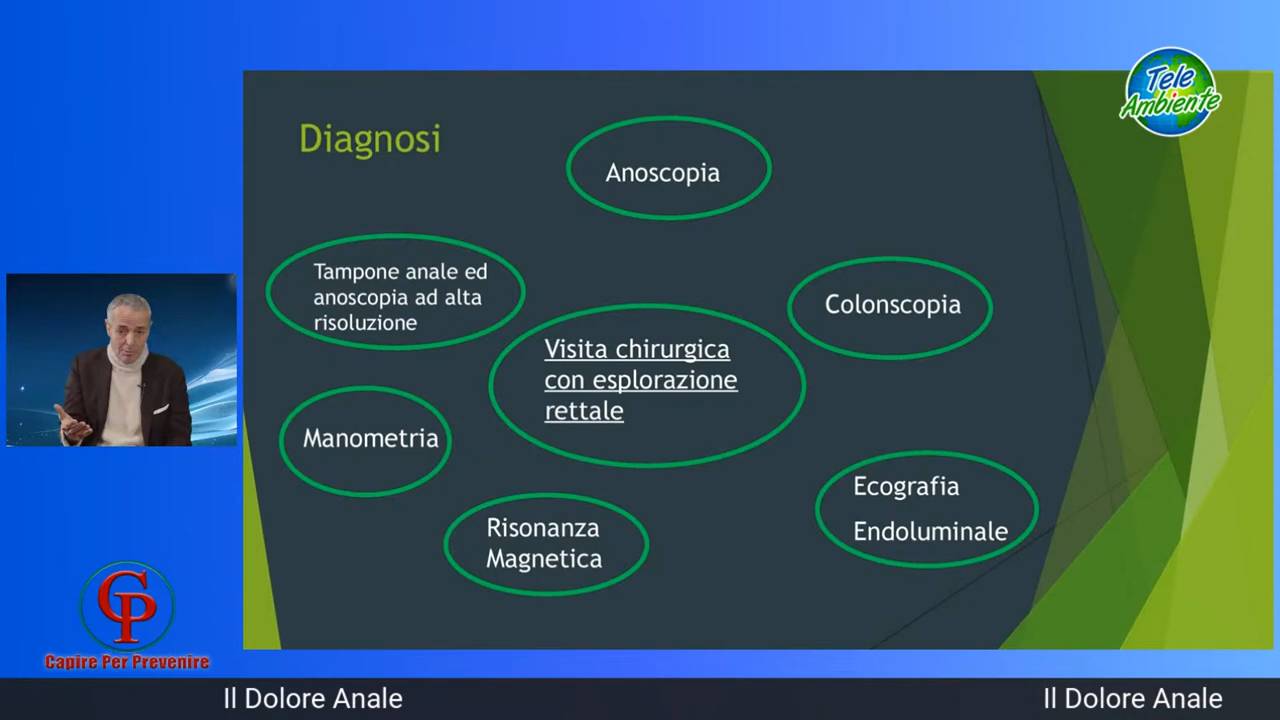 Tele
Ambiente
Diagnosi
Anoscopia
Tampone anale ed
anoscopia ad alta
risoluzione
Colonscopia
Visita chirurgica
con esplorazione
rettale
Manometria
Ecografia
Endoluminale
Risonanza
Magnetica
CP
Capire Per Prevenire
Il Dolore Anale
Il Dolore Anale